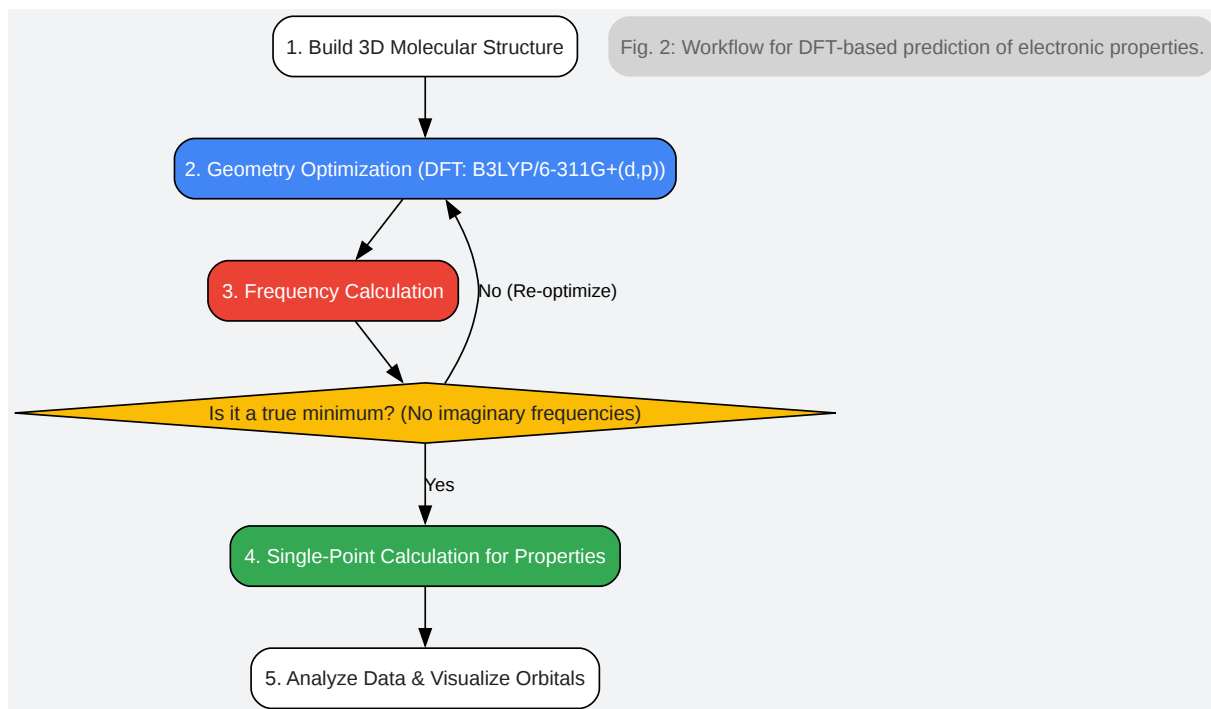 1. Build 3D Molecular Structure
Fig. 2: Workflow for DFT-based prediction of electronic properties.
2. Geometry Optimization (DFT: B3LYP/6-311G+(d,p))
3. Frequency Calculation
No (Re-optimize)
Is it a true minimum? (No imaginary frequencies)
Yes
4. Single-Point Calculation for Properties
5. Analyze Data & Visualize Orbitals